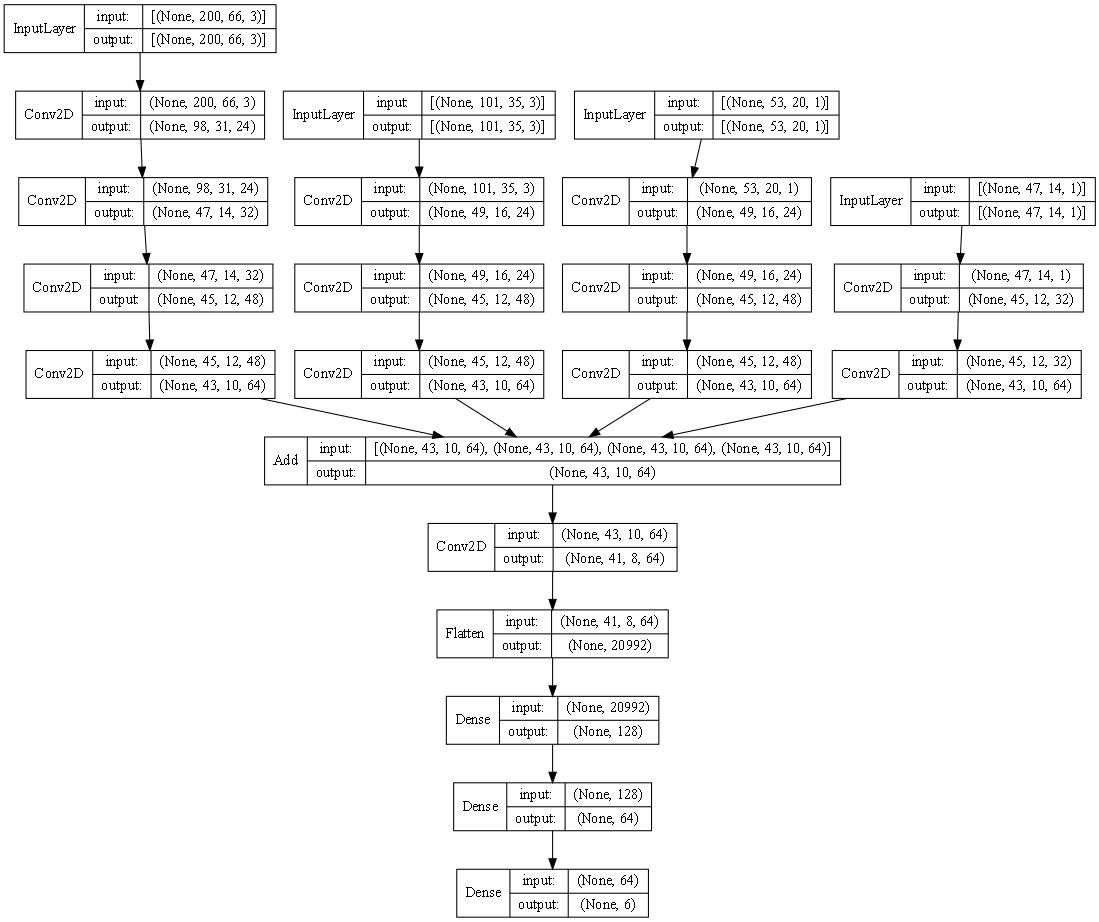 InputLayer
input: [(None, 200, 66, 3)]
output: [(None, 200, 66, 3)]
Conv2D
input: (None, 200, 66, 3)
output: (None, 98, 31, 24)
InputLayer
input: [(None, 101, 35, 3)]
output: [(None, 101, 35, 3)]
InputLayer
input: [(None, 53, 20, 1)]
output: [(None, 53, 20, 1)]
Conv2D
input: (None, 98, 31, 24)
output: (None, 47, 14, 32)
Conv2D
input: (None, 101, 35, 3)
output: (None, 49, 16, 24)
Conv2D
input: (None, 53, 20, 1)
output: (None, 49, 16, 24)
InputLayer
input: [(None, 47, 14, 1)]
output: [(None, 47, 14, 1)]
Conv2D
input: (None, 47, 14, 32)
output: (None, 45, 12, 48)
Conv2D
input: (None, 49, 16, 24)
output: (None, 45, 12, 48)
Conv2D
input: (None, 49, 16, 24)
output: (None, 45, 12, 48)
Conv2D
input: (None, 47, 14, 1)
output: (None, 45, 12, 32)
Conv2D
input: (None, 45, 12, 48)
output: (None, 43, 10, 64)
Conv2D
input: (None, 45, 12, 48)
output: (None, 43, 10, 64)
Conv2D
input: (None, 45, 12, 48)
output: (None, 43, 10, 64)
Conv2D
input: (None, 45, 12, 32)
output: (None, 43, 10, 64)
Add
input: [(None, 43, 10, 64), (None, 43, 10, 64), (None, 43, 10, 64), (None, 43, 10, 64)]
output: (None, 43, 10, 64)
Conv2D
input: (None, 43, 10, 64)
output: (None, 41, 8, 64)
Flatten
input: (None, 41, 8, 64)
output: (None, 20992)
Dense
input: (None, 20992)
output: (None, 128)
Dense
input: (None, 128)
output: (None, 64)
Dense
input: (None, 64)
output: (None, 6)